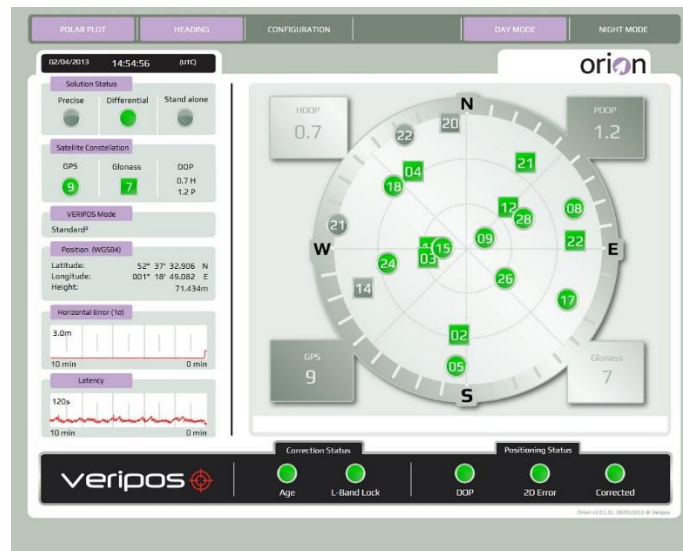 POLAR PLOT HEADING CONFIGURATION DAY MODE NIGHT MODE
02/04/2013 14:54:56 (UTC)
orion
Solution Status
Precise Differential Stand alone
Satellite Constellation
GPS Glonass DOP
9 7 0.7 H
1.2 P
VERIPOS Mode
Standard²
Position (WGS84)
Latitude: 52° 37' 32.906 N
Longitude: 001° 18' 49.082 E
Height: 71.434m
Horizontal Error (1σ)
3.0m
10 min 0 min
Latency
120s
10 min 0 min
HDOP
0.7
PDOP
1.2
N
20
22
21
04
18
12
08
28
21
09
22
W
15
E
03
24
26
14
17
02
05
S
GPS
9
Glonass
7
Correction Status Positioning Status
veripos
Age L-Band Lock DOP 2D Error Corrected